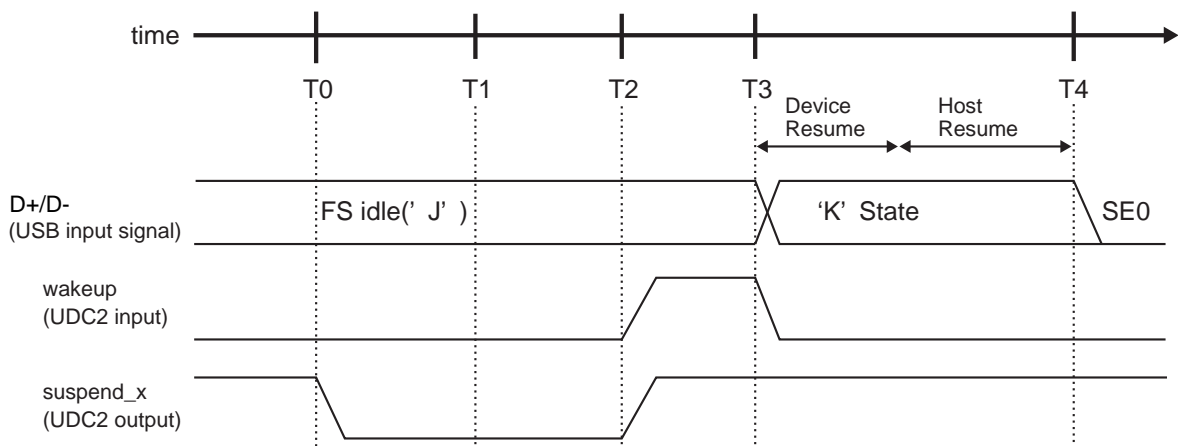 time
T0 T1 T2 T3 T4
Device
Resume
Host
Resume
D+/D-
(USB input signal)
FS idle(' J' )
'K' State
SE0
wakeup
(UDC2 input)
suspend_x
(UDC2 output)